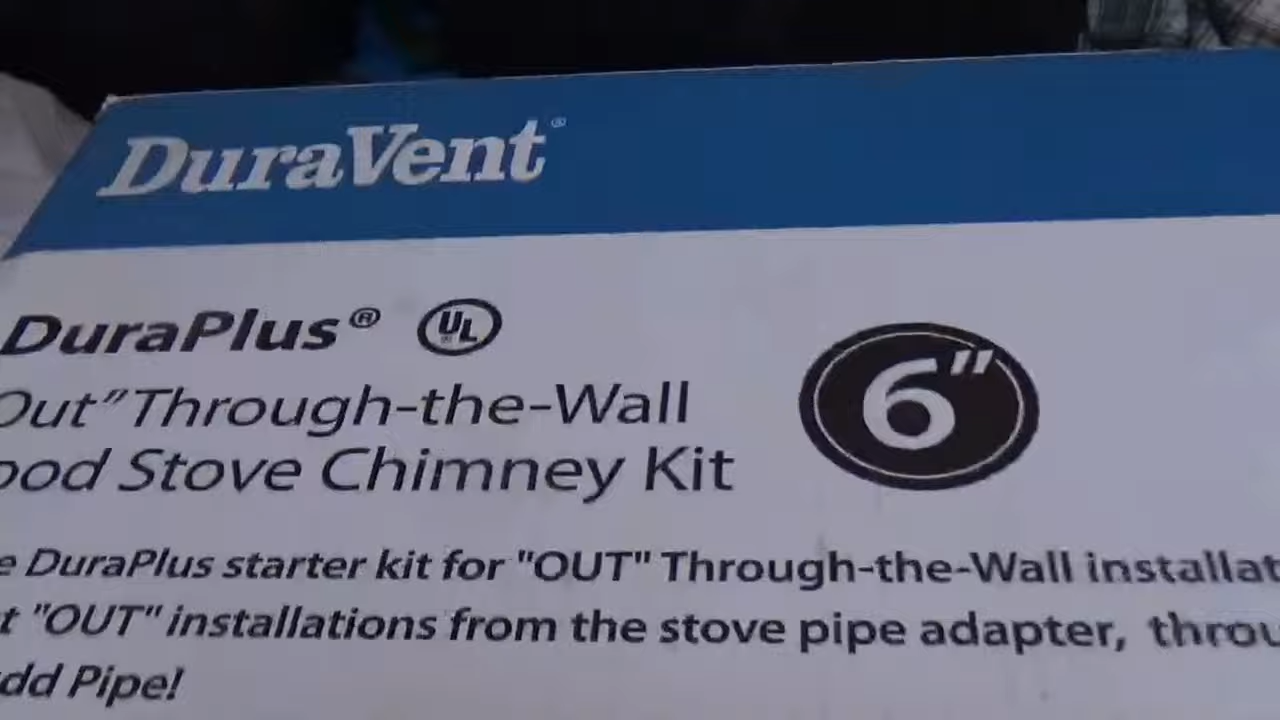 DuraVent®
DuraPlus® UL
Out" Through-the-Wall
ood Stove Chimney Kit
6"
e DuraPlus starter kit for "OUT" Through-the-Wall installat
t "OUT" installations from the stove pipe adapter, throu
dd Pipe!